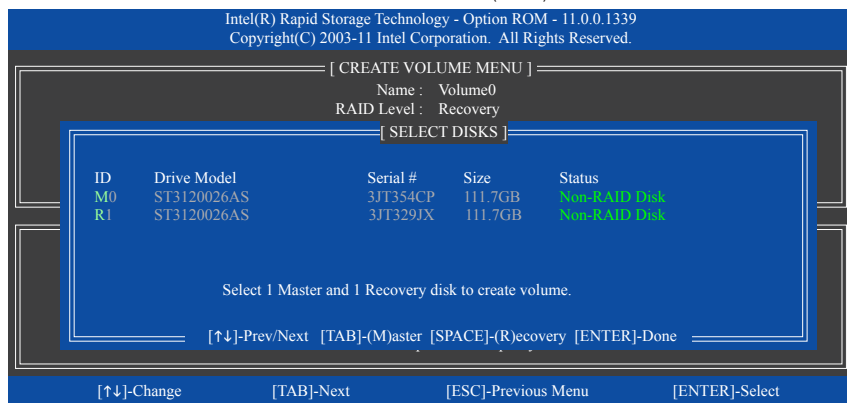 Intel(R) Rapid Storage Technology - Option ROM - 11.0.0.1339
Copyright(C) 2003-11 Intel Corporation. All Rights Reserved.
[ CREATE VOLUME MENU ]
Name : Volume0
RAID Level : Recovery
[ SELECT DISKS ]
ID Drive Model Serial # Size Status
M0 ST3120026AS 3JT354CP 111.7GB Non-RAID Disk
R1 ST3120026AS 3JT329JX 111.7GB Non-RAID Disk
Select 1 Master and 1 Recovery disk to create volume.
[↑↓]-Prev/Next [TAB]-(M)aster [SPACE]-(R)ecovery [ENTER]-Done
[↑↓]-Change [TAB]-Next [ESC]-Previous Menu [ENTER]-Select